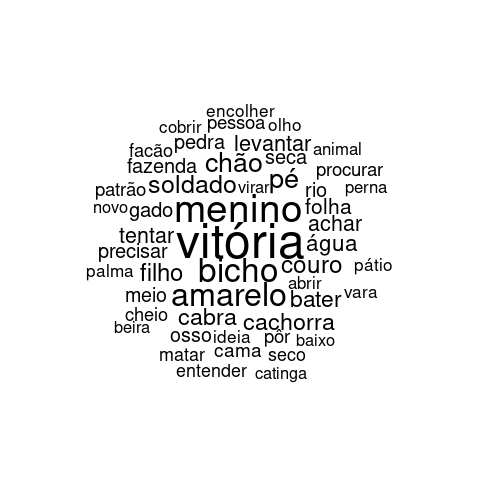 encolher
cobrir pessoa olho
facão pedra levantar animal
fazenda chão seca procurar
patrão soldado virar pé rio perna
novo gado menino folha
tentar vitória achar
precisar água
palma filho bicho couro pátio
meio amarelo abrir bater vara
cheio cabra cachorra
beira osso ideia pôr baixo
matar cama seco
entender catinga